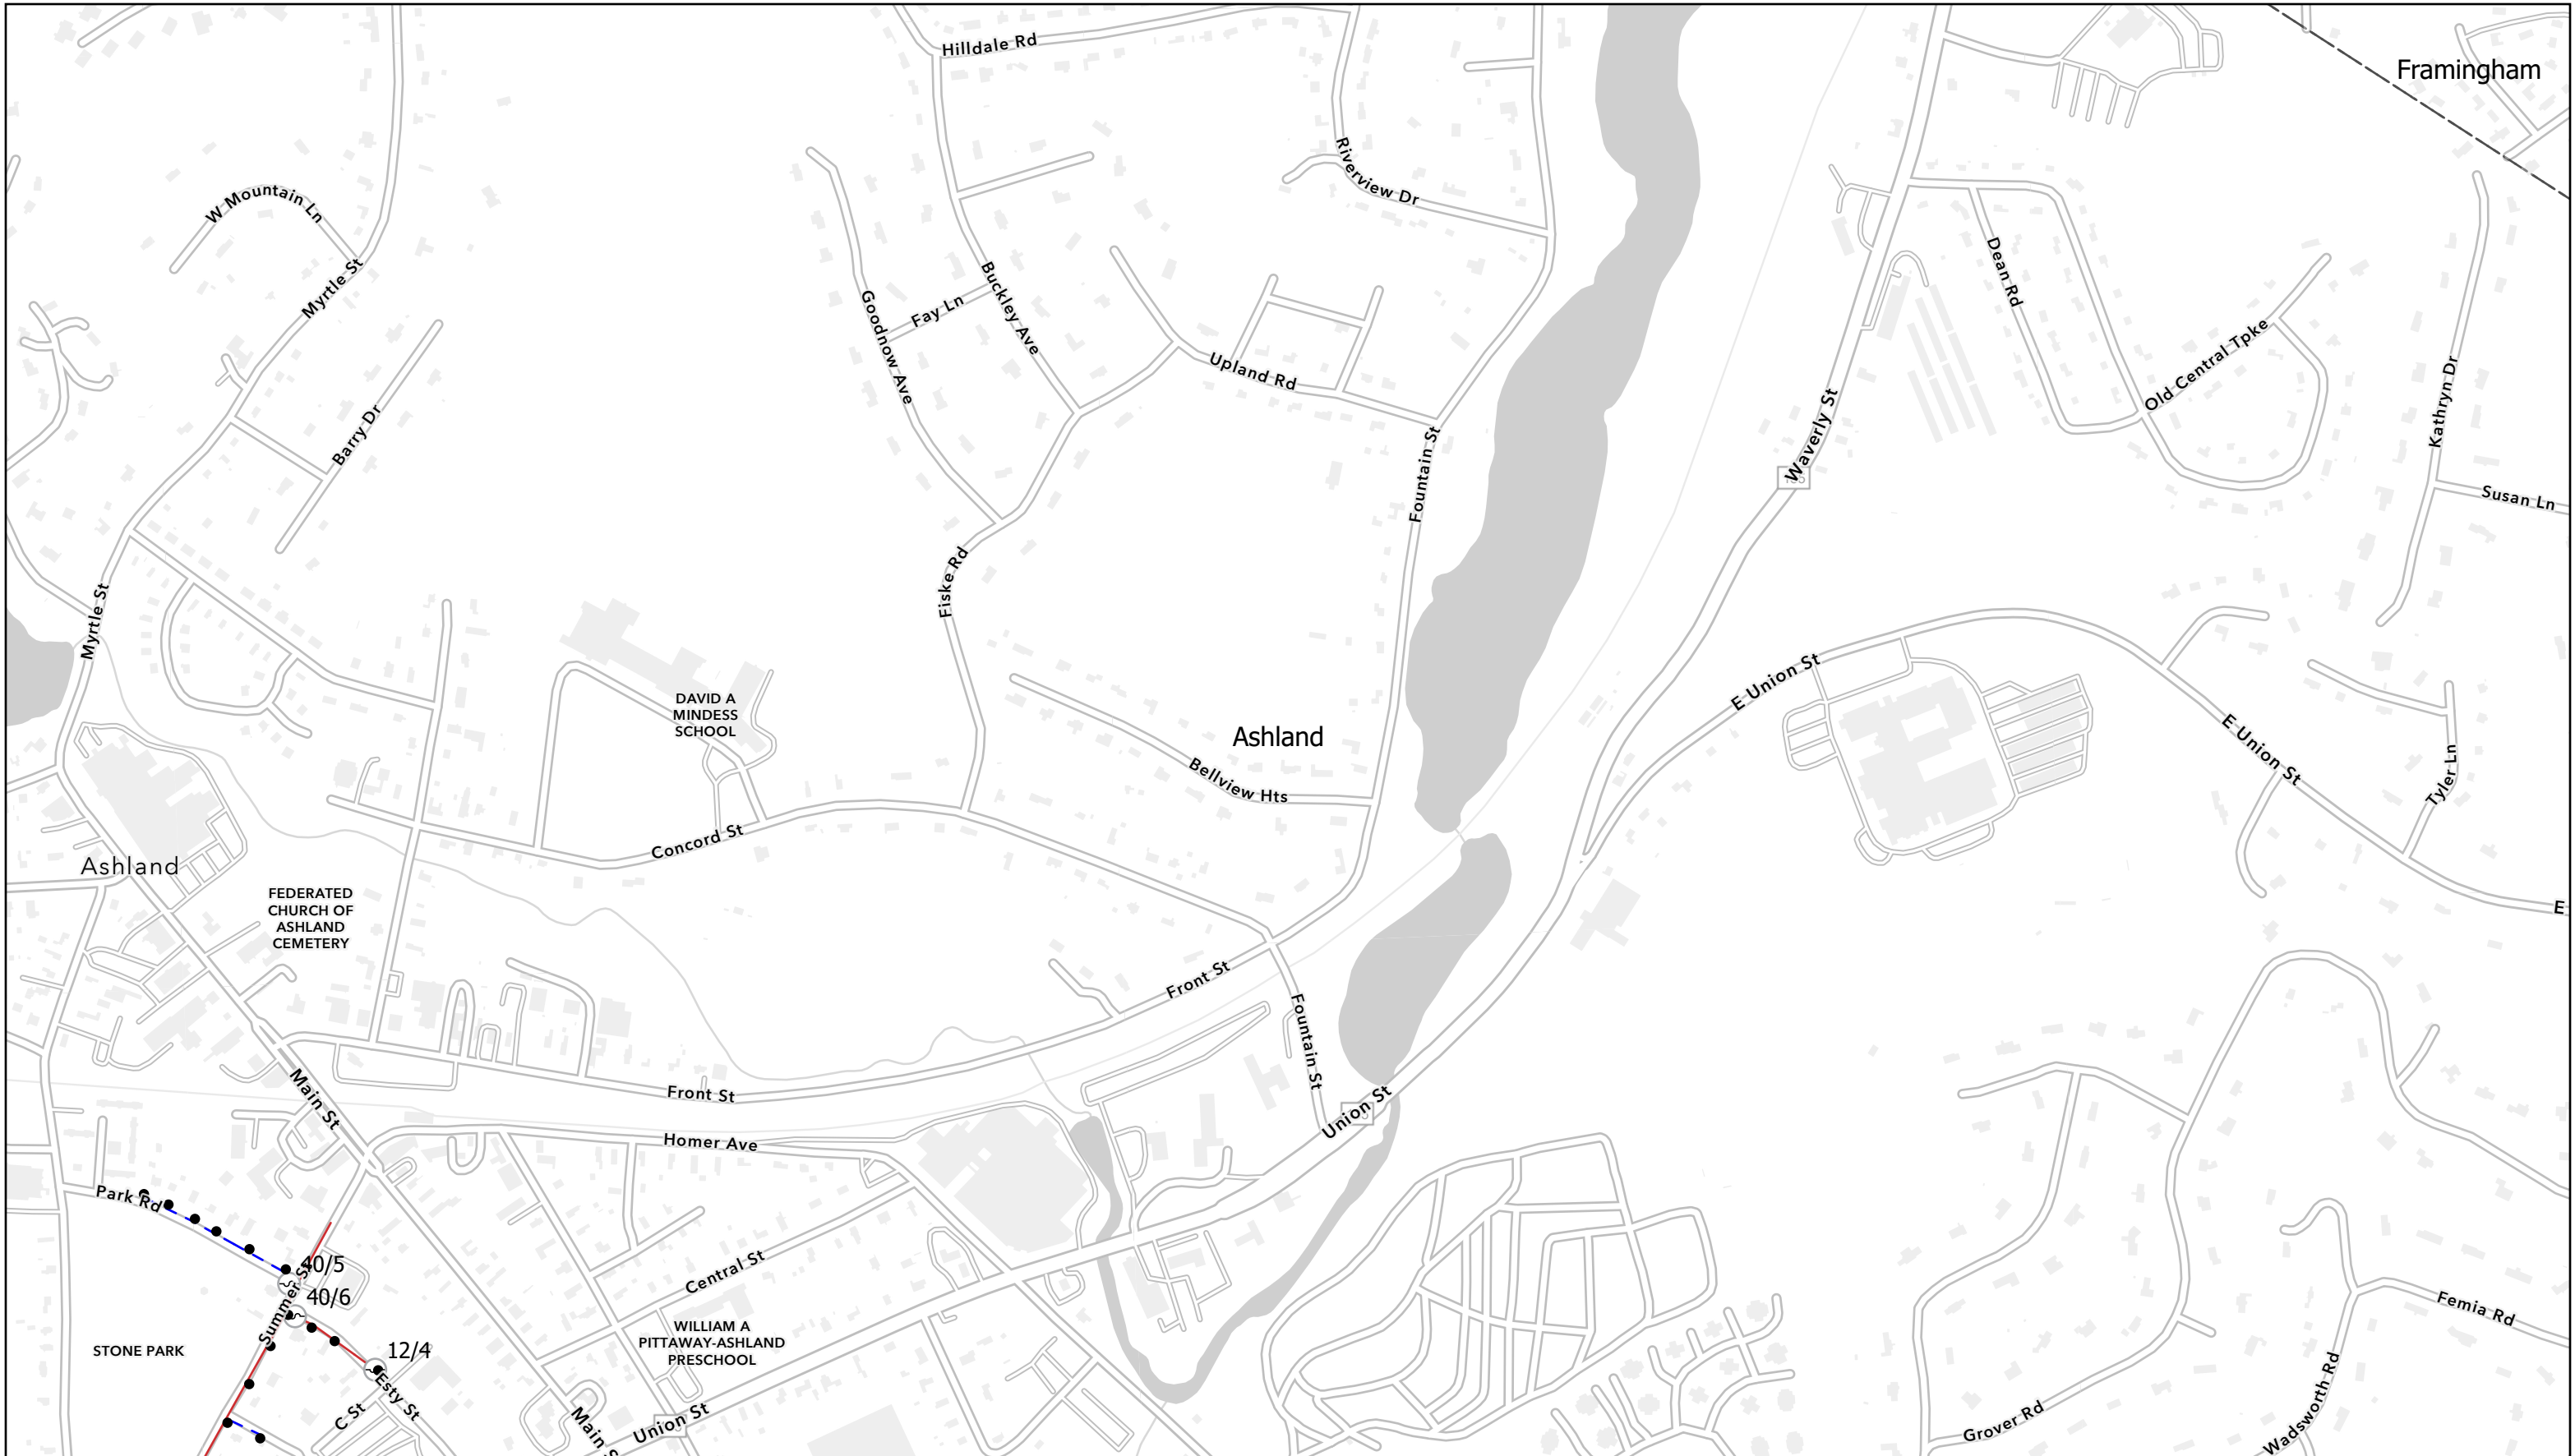 Hilldale Rd
Framingham
Riverview Dr
W Mountain Ln
Myrtle St
Goodnow Ave
Fay Ln
Buckley Ave
Dean Rd
Upland Rd
Old Central Tpke
Kathryn Dr
Barry Dr
Waverly St
Fountain St
Susan Ln
Fiske Rd
Myrtle St
DAVID A
MINDESS
SCHOOL
Ashland
E Union St
E Union St
Bellview Hts
Tyler Ln
Concord St
Ashland
FEDERATED
CHURCH OF
ASHLAND
CEMETERY
E
Front St
Fountain St
Front St
Main St
Union St
Homer Ave
Park Rd
40/5
Central St
Summer St
40/6
Femia Rd
STONE PARK
12/4
WILLIAM A
PITTAWAY-ASHLAND
PRESCHOOL
Esty St
C St
Main S
Union St
Grover Rd
Wadsworth Rd